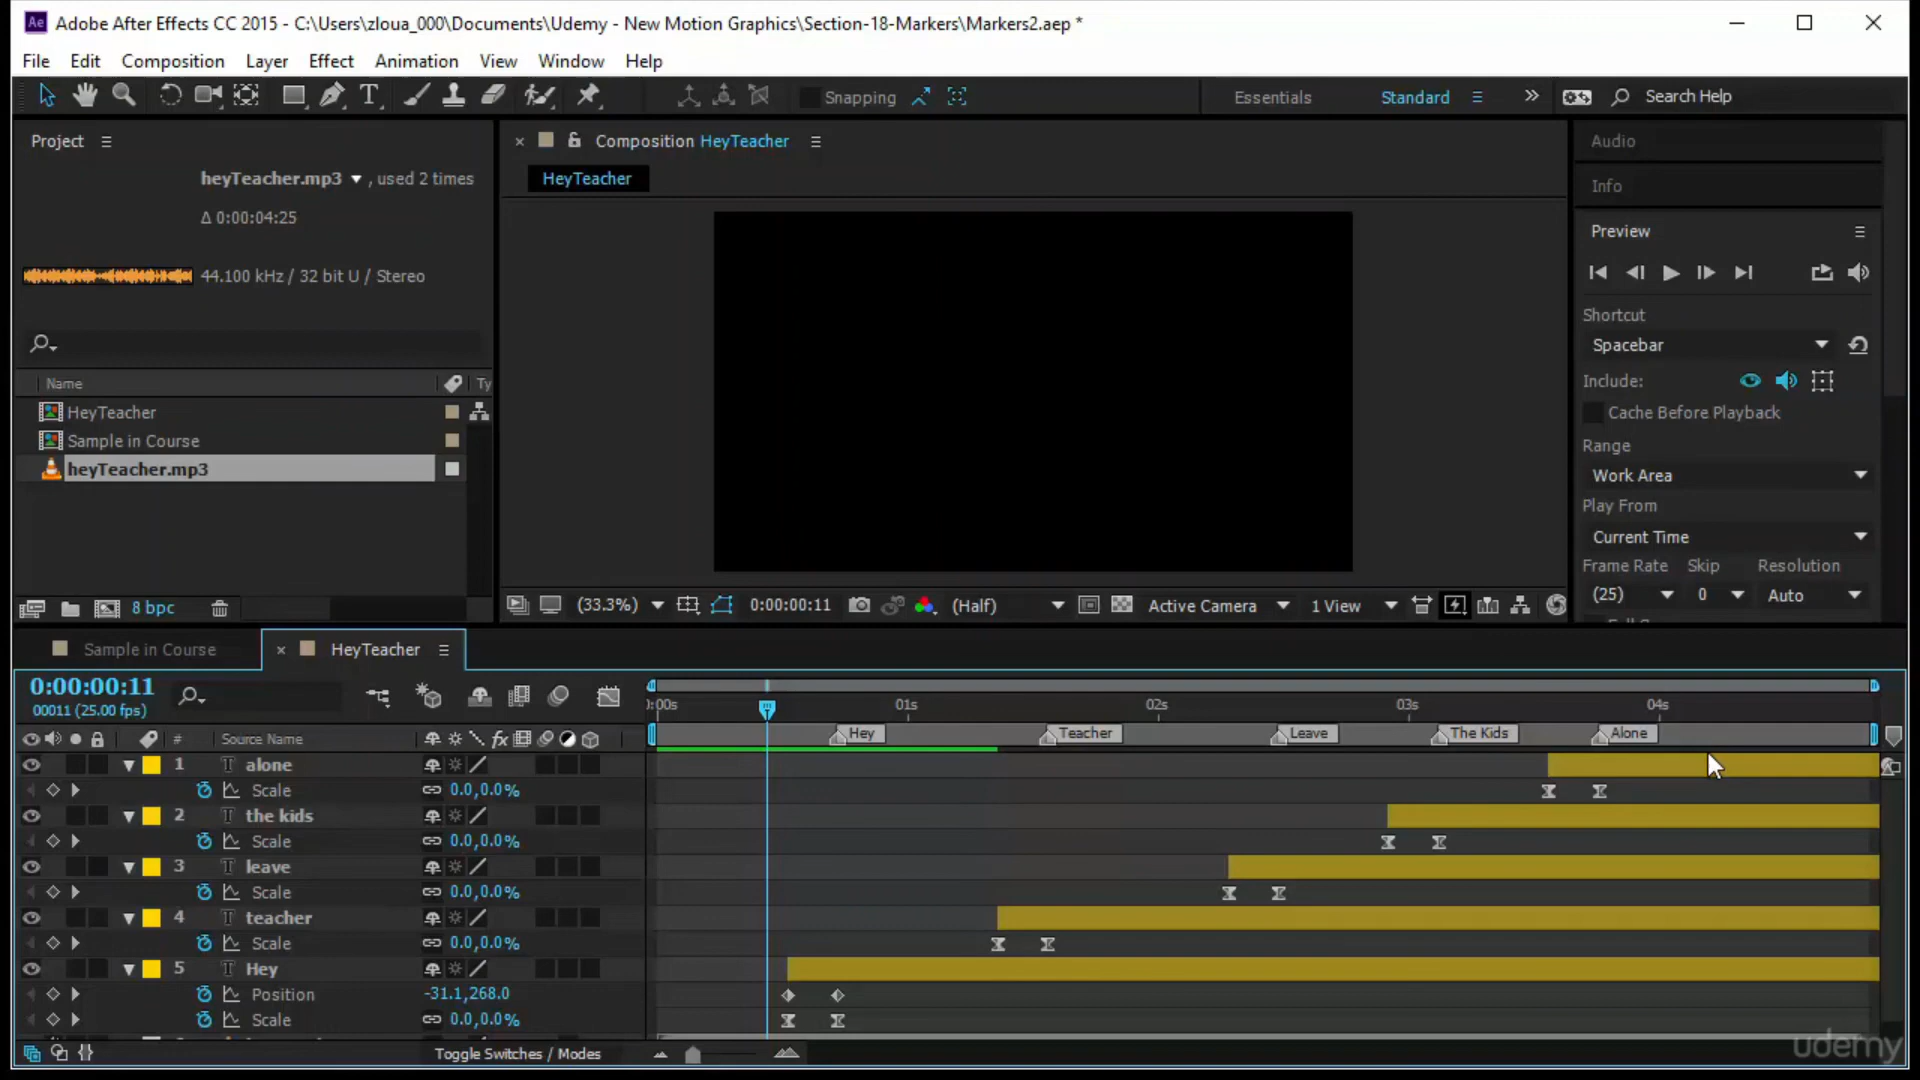 Ae Adobe After Effects CC 2015 - C:\Users\zloua_000\Documents\Udemy - New Motion Graphics\Section-18-Markers\Markers2.aep *
File Edit Composition Layer Effect Animation View Window Help
T Snapping Essentials Standard Search Help
Project
heyTeacher.mp3 , used 2 times
Δ 0:00:04:25
44.100 kHz / 32 bit U / Stereo
Name Ty
HeyTeacher
Sample in Course
heyTeacher.mp3
8 bpc
Composition HeyTeacher
HeyTeacher
(33.3%) 0:00:00:11 (Half) Active Camera 1 View
Audio
Info
Preview
Shortcut
Spacebar
Include:
Cache Before Playback
Range
Work Area
Play From
Current Time
Frame Rate Skip Resolution
(25) 0 Auto
Sample in Course HeyTeacher
0:00:00:11
00011 (25.00 fps)
:00s 01s 02s 03s 04s
Hey Teacher Leave The Kids Alone
# Source Name fx
1 T alone
Scale 0.0,0.0%
2 T the kids
Scale 0.0,0.0%
3 T leave
Scale 0.0,0.0%
4 T teacher
Scale 0.0,0.0%
5 T Hey
Position -31.1,268.0
Scale 0.0,0.0%
Toggle Switches / Modes
udemy